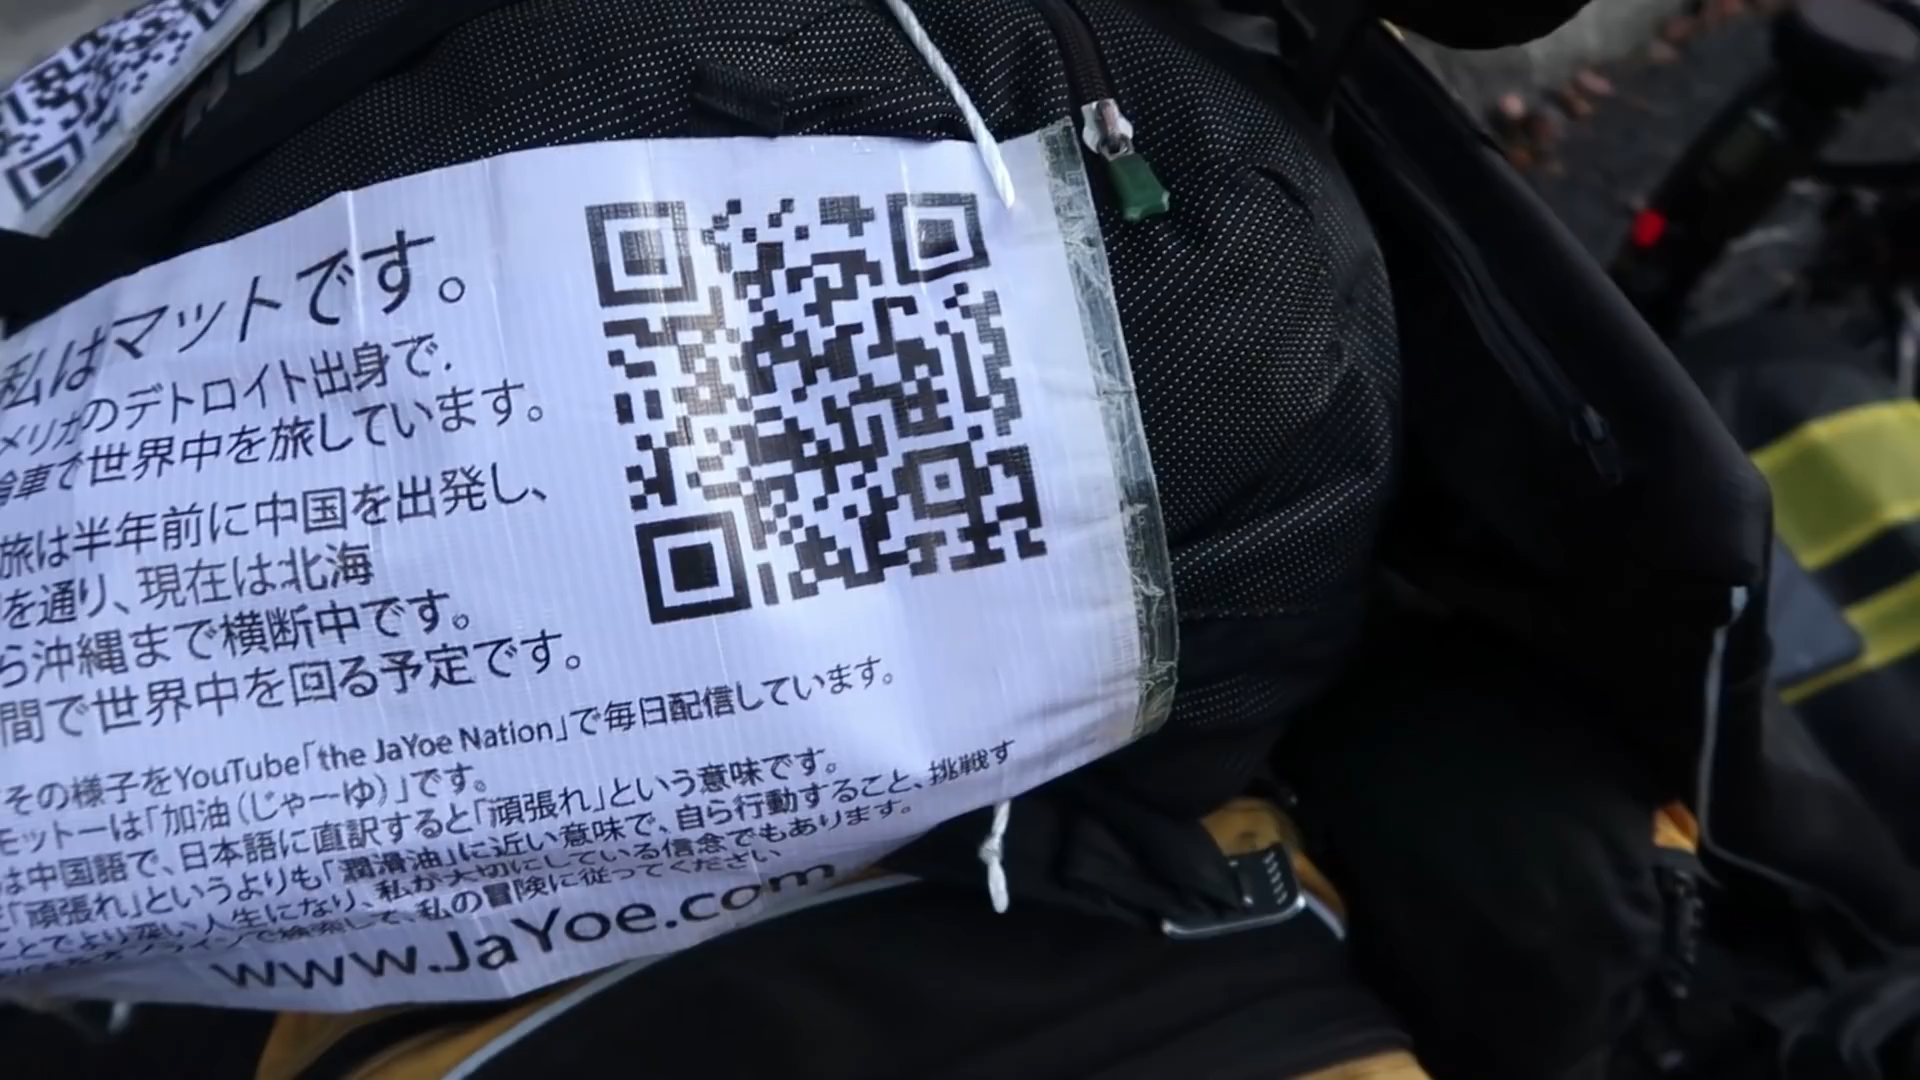 私はマットです。
メリカのデトロイト出身で、
輪車で世界中を旅しています。
旅は半年前に中国を出発し、
を通り、現在は北海
ら沖縄まで横断中です。
間で世界中を回る予定です。
その様子をYouTube「the JaYoe Nation」で毎日配信しています。
モットーは「加油(じゃーゆ)」です。
は中国語で、日本語に直訳すると「頑張れ」という意味です。
「頑張れ」というよりも「潤滑油」に近い意味で、自ら行動すること、挑戦す
ことでより良い人生になり、私が大切にしている信念でもあります。
で検索して、私の冒険に従ってください
www.JaYoe.com